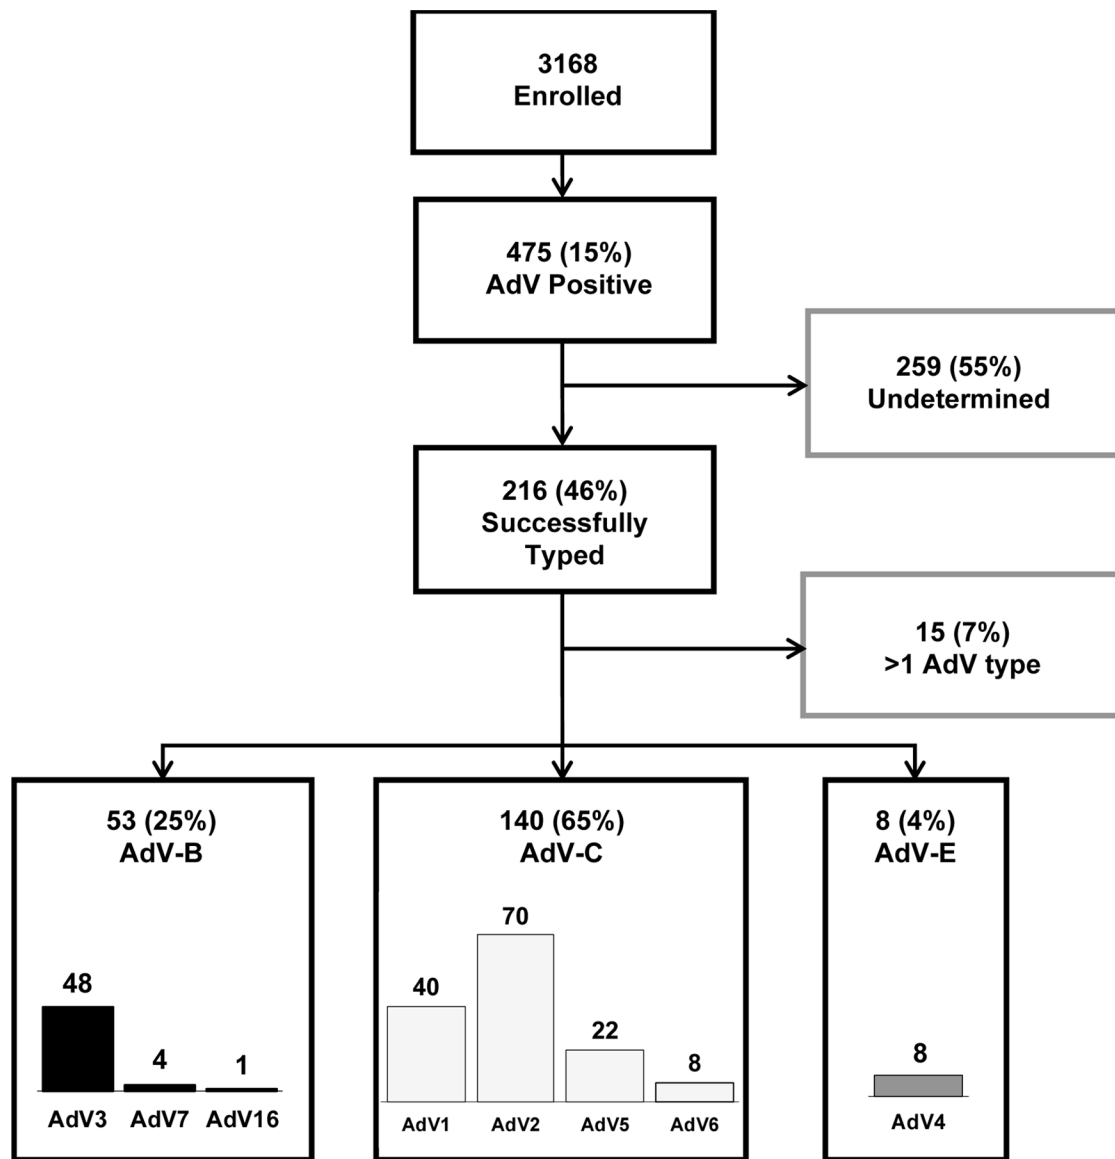 3168
Enrolled
475 (15%)
AdV Positive
259 (55%)
Undetermined
216 (46%)
Successfully
Typed
15 (7%)
>1 AdV type
53 (25%)
AdV-B
48
4
1
AdV3 AdV7 AdV16
140 (65%)
AdV-C
40
70
22
8
AdV1 AdV2 AdV5 AdV6
8 (4%)
AdV-E
8
AdV4